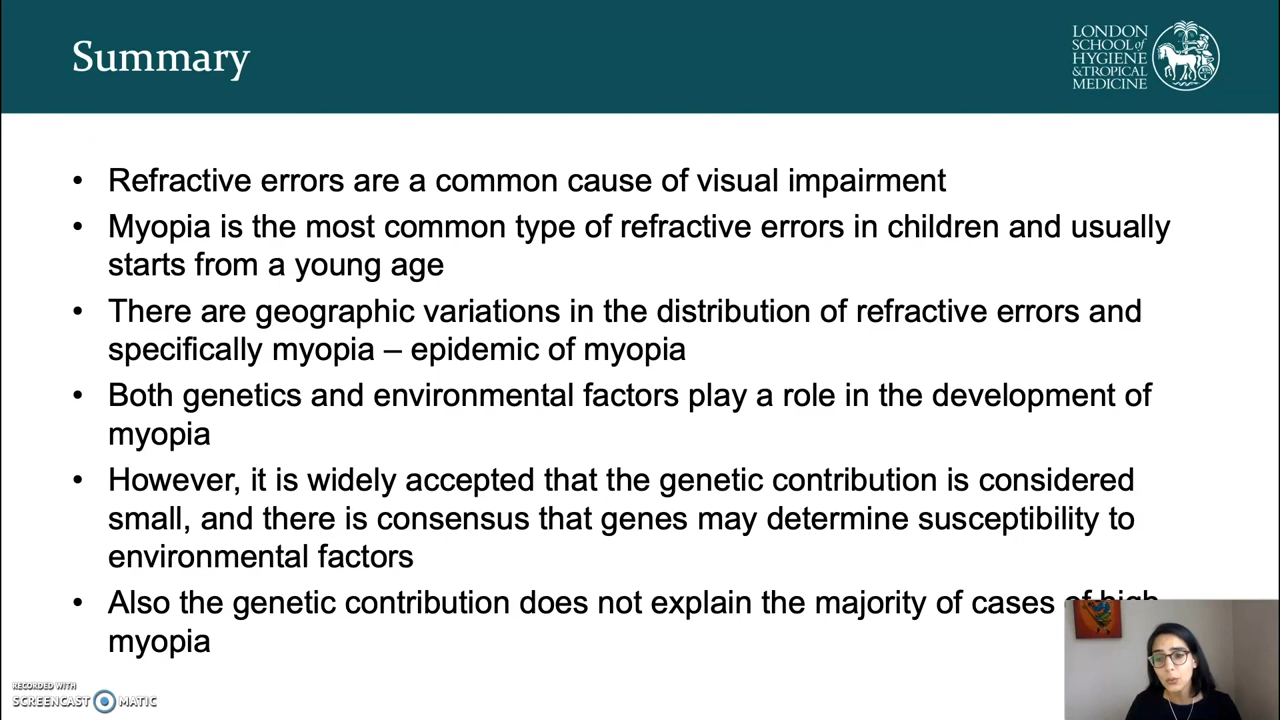 Summary
LONDON
SCHOOL of
HYGIENE
& TROPICAL
MEDICINE
• Refractive errors are a common cause of visual impairment
• Myopia is the most common type of refractive errors in children and usually
starts from a young age
• There are geographic variations in the distribution of refractive errors and
specifically myopia – epidemic of myopia
• Both genetics and environmental factors play a role in the development of
myopia
• However, it is widely accepted that the genetic contribution is considered
small, and there is consensus that genes may determine susceptibility to
environmental factors
• Also the genetic contribution does not explain the majority of cases of high
myopia
RECORDED WITH
SCREENCAST MATIC